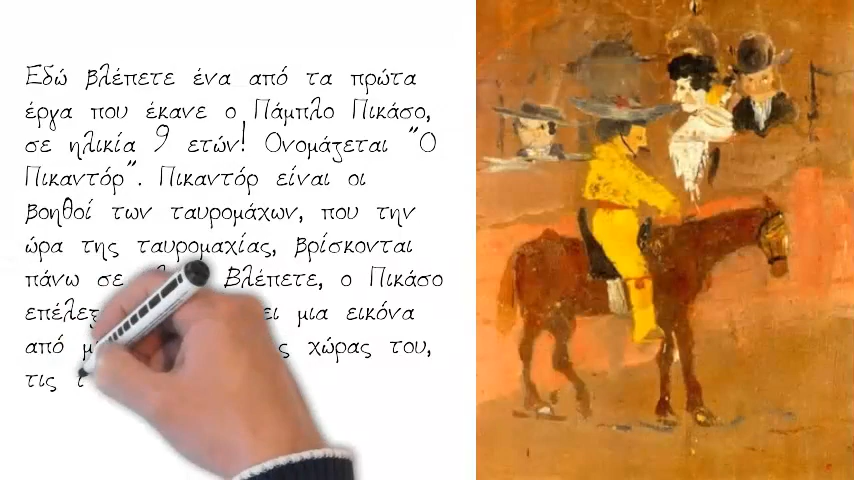 Εδώ βλέπετε ένα από τα πρώτα
έργα που έκανε ο Πάμπλο Πικάσο,
σε ηλικία 9 ετών! Ονομάζεται "Ο
Πικαντόρ". Πικαντόρ είναι οι
βοηθοί των ταυρομάχων, που την
ώρα της ταυρομαχίας, βρίσκονται
πάνω σε Βλέπετε, ο Πικάσο
μια εικόνα
από χώρας του,
τις